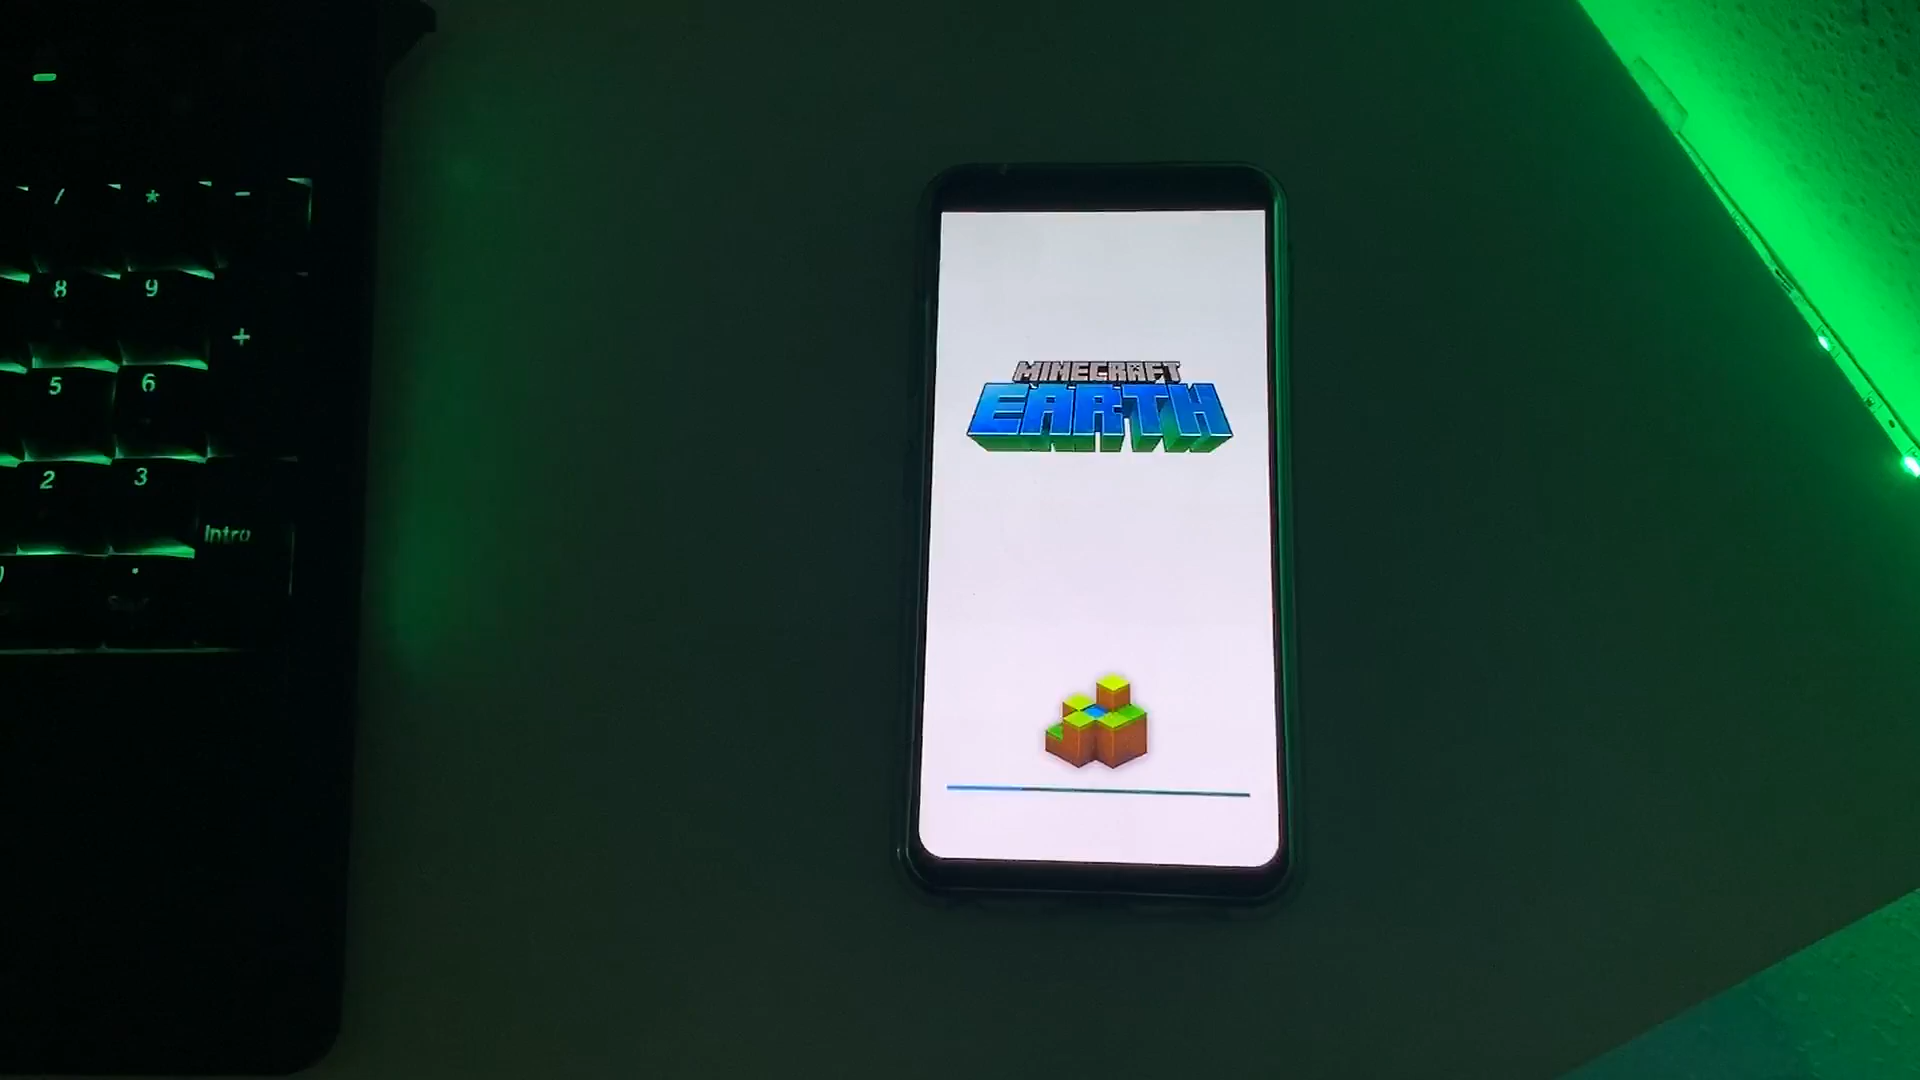 -
/ * -
8 9
+
5 6
2 3
Intro
.
MINECRAFT
EARTH